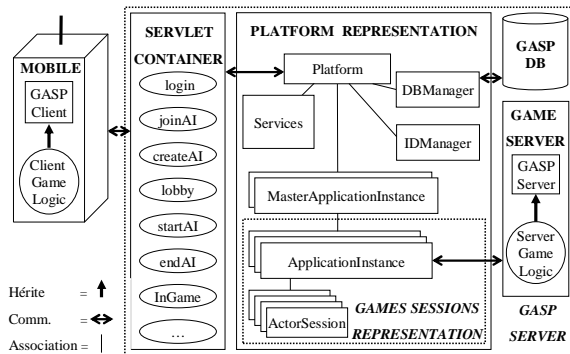 MOBILE
GASP
Client
Client
Game
Logic
Hérite =
Comm. =
Association =
SERVLET
CONTAINER
login
joinAI
createAI
lobby
startAI
endAI
InGame
...
PLATFORM REPRESENTATION
Platform
Services
DBManager
IDManager
MasterApplicationInstance
ApplicationInstance
ActorSession
GAMES SESSIONS
REPRESENTATION
GASP
DB
GAME
SERVER
GASP
Server
Server
Game
Logic
GASP
SERVER